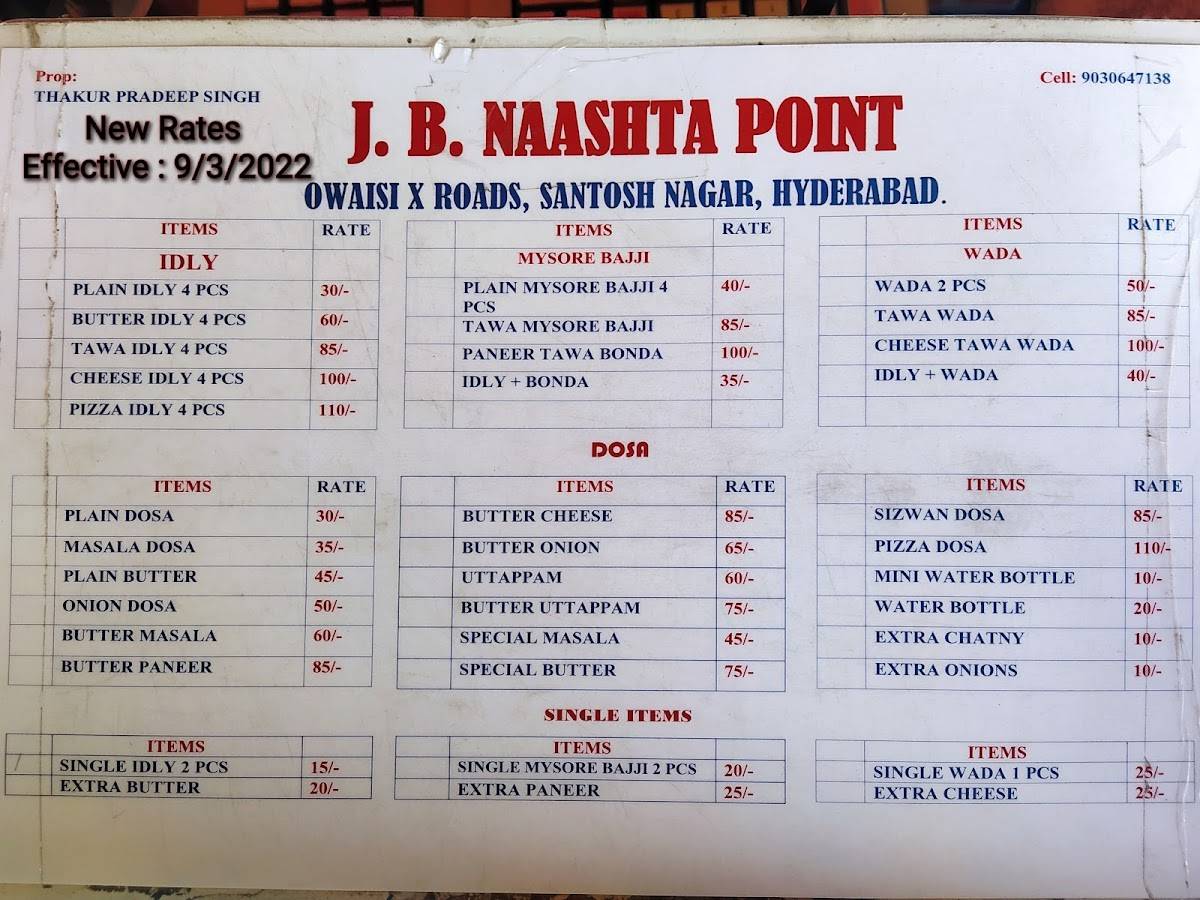 Prop:
THAKUR PRADEEP SINGH
New Rates
Effective : 9/3/2022
Cell: 9030647138
J. B. NAASHTA POINT
OWAISI X ROADS, SANTOSH NAGAR, HYDERABAD.
ITEMS RATE
IDLY
PLAIN IDLY 4 PCS 30/-
BUTTER IDLY 4 PCS 60/-
TAWA IDLY 4 PCS 85/-
CHEESE IDLY 4 PCS 100/-
PIZZA IDLY 4 PCS 110/-
ITEMS RATE
MYSORE BAJJI
PLAIN MYSORE BAJJI 4 40/-
PCS
TAWA MYSORE BAJJI 85/-
PANEER TAWA BONDA 100/-
IDLY + BONDA 35/-
ITEMS RATE
WADA
WADA 2 PCS 50/-
TAWA WADA 85/-
CHEESE TAWA WADA 100/-
IDLY + WADA 40/-
DOSA
ITEMS RATE
PLAIN DOSA 30/-
MASALA DOSA 35/-
PLAIN BUTTER 45/-
ONION DOSA 50/-
BUTTER MASALA 60/-
BUTTER PANEER 85/-
ITEMS RATE
BUTTER CHEESE 85/-
BUTTER ONION 65/-
UTTAPPAM 60/-
BUTTER UTTAPPAM 75/-
SPECIAL MASALA 45/-
SPECIAL BUTTER 75/-
ITEMS RATE
SIZWAN DOSA 85/-
PIZZA DOSA 110/-
MINI WATER BOTTLE 10/-
WATER BOTTLE 20/-
EXTRA CHATNY 10/-
EXTRA ONIONS 10/-
SINGLE ITEMS
ITEMS
SINGLE IDLY 2 PCS 15/-
EXTRA BUTTER 20/-
ITEMS
SINGLE MYSORE BAJJI 2 PCS 20/-
EXTRA PANEER 25/-
ITEMS
SINGLE WADA 1 PCS 25/-
EXTRA CHEESE 25/-